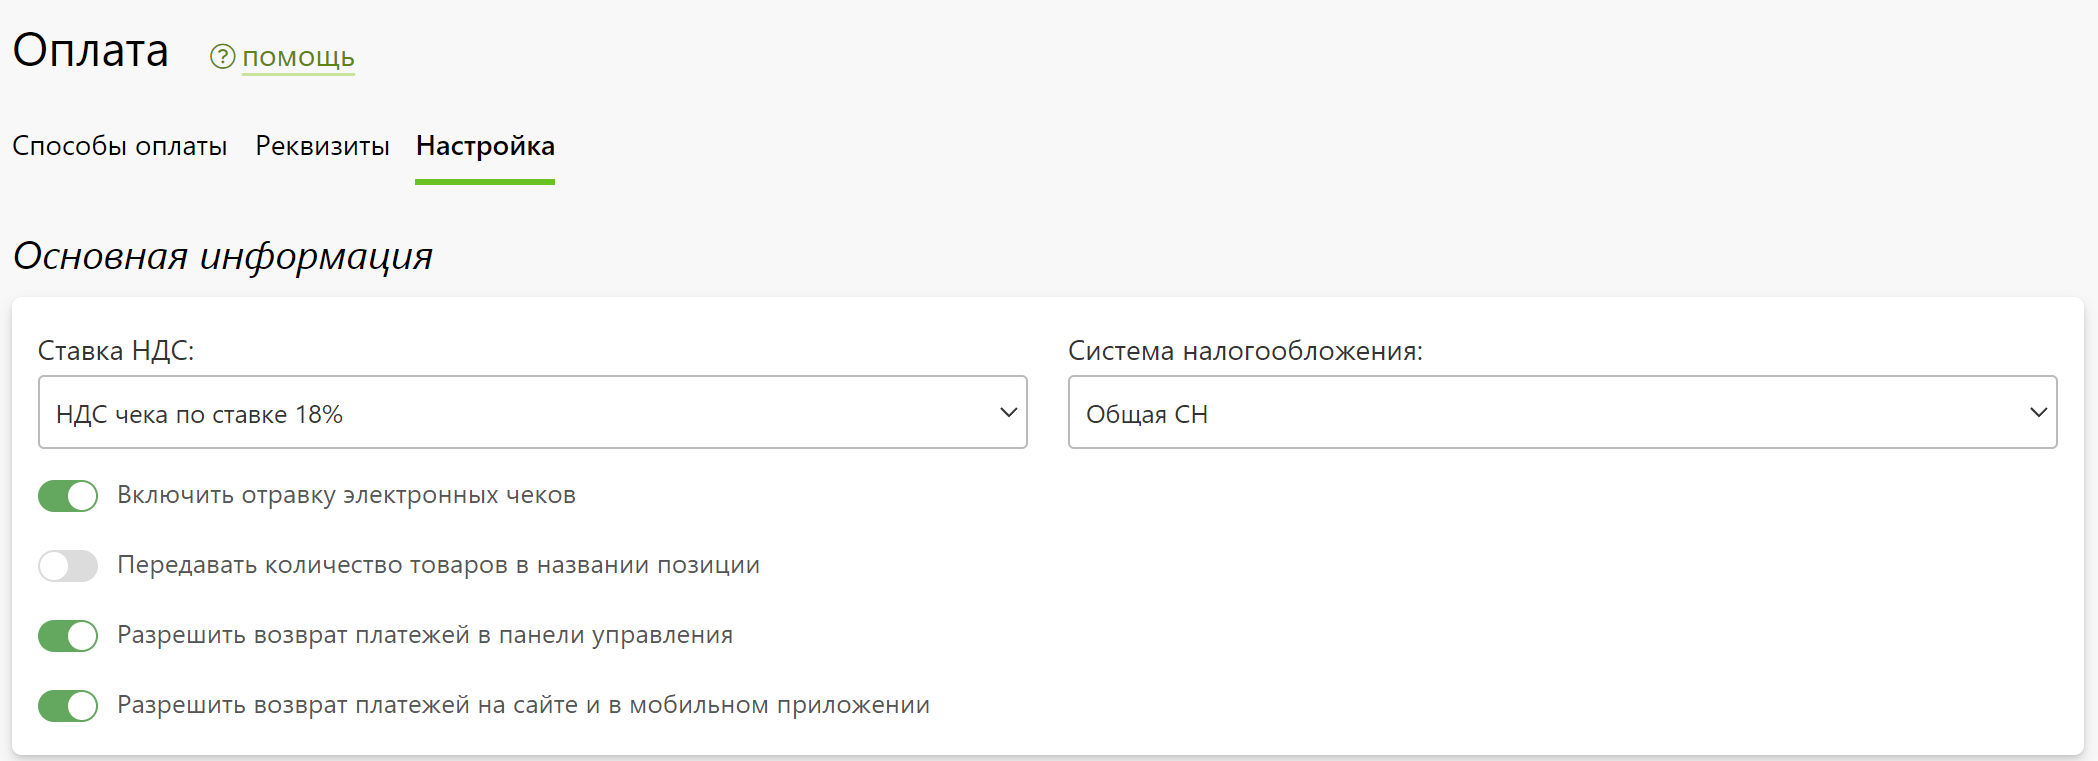 Оплата ? помощь
Способы оплаты Реквизиты Настройка
Основная информация
Ставка НДС: Система налогообложения:
НДС чека по ставке 18% Общая СН
Включить отравку электронных чеков
Передавать количество товаров в названии позиции
Разрешить возврат платежей в панели управления
Разрешить возврат платежей на сайте и в мобильном приложении